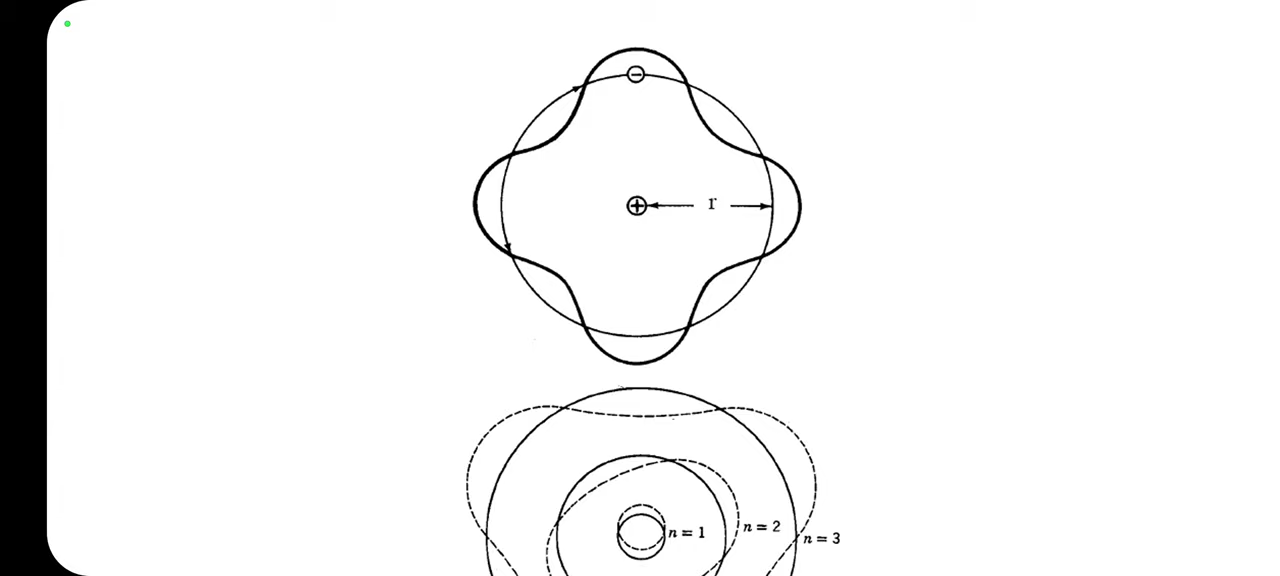 −
+ r
n = 1
n = 2
n = 3